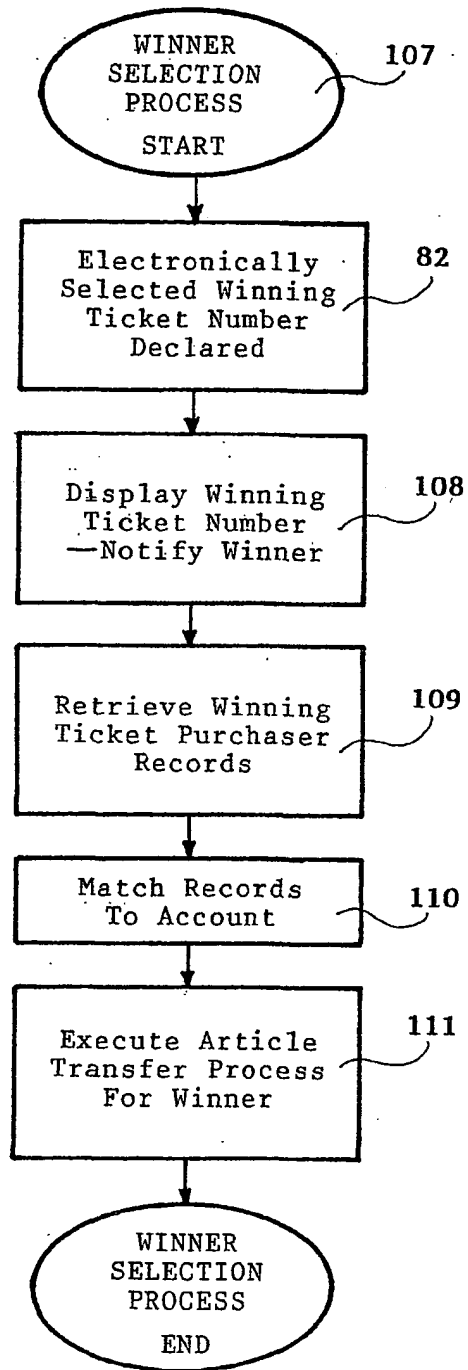 WINNER
SELECTION
PROCESS
START
107
Electronically
Selected Winning
Ticket Number
Declared
82
Display Winning
Ticket Number
—Notify Winner
108
Retrieve Winning
Ticket Purchaser
Records
109
Match Records
To Account
110
Execute Article
Transfer Process
For Winner
111
WINNER
SELECTION
PROCESS
END